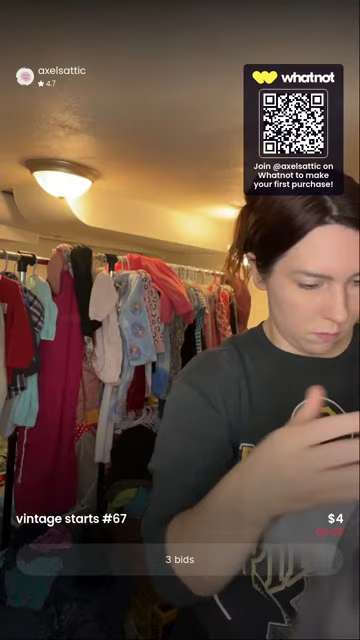 axelsattic
4.7
whatnot
Join @axelsattic on
Whatnot to make
your first purchase!
vintage starts #67
$4
3 bids